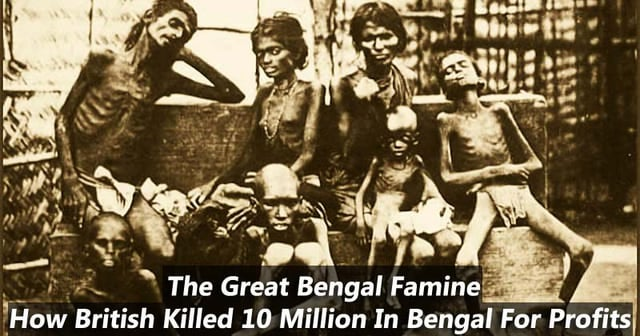 The Great Bengal Famine
How British Killed 10 Million In Bengal For Profits